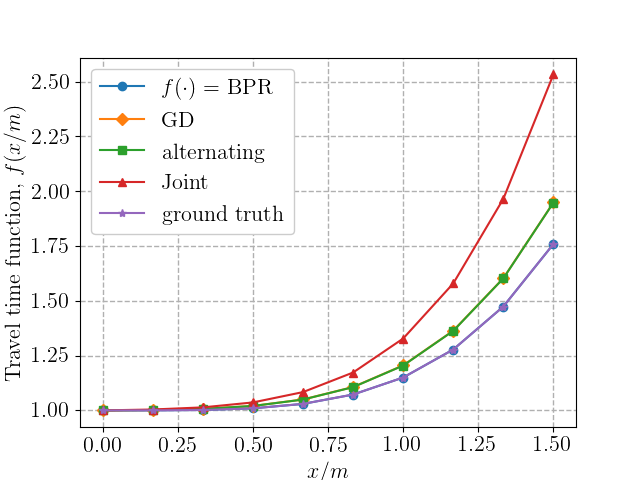 f(·) = BPR
GD
alternating
Joint
ground truth
Travel time function, f(x/m)
2.50
2.25
2.00
1.75
1.50
1.25
1.00
0.00 0.25 0.50 0.75 1.00 1.25 1.50
x/m